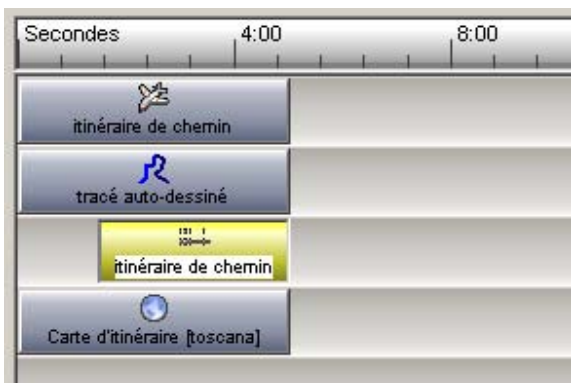 Secondes 4:00 8:00
itinéraire de chemin
tracé auto-dessiné
itinéraire de chemin
Carte d'itinéraire [toscana]